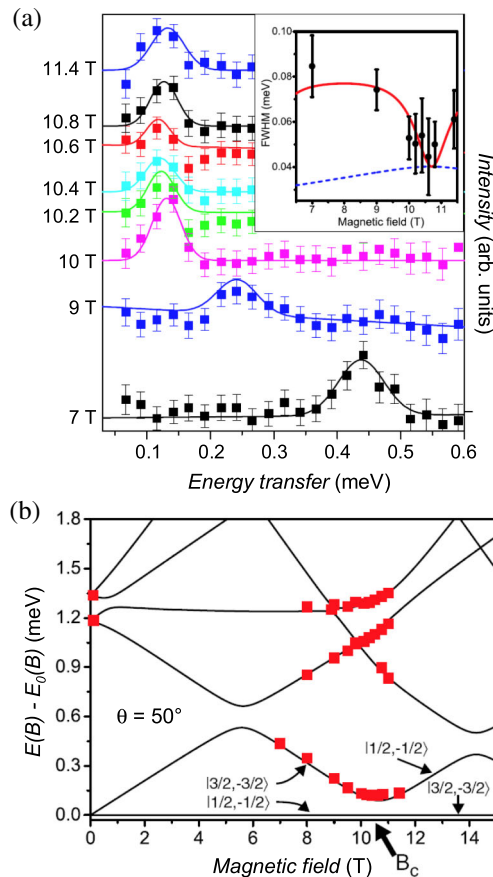 (a)
11.4 T
10.8 T
10.6 T
10.4 T
10.2 T
10 T
9 T
7 T
0.1 0.2 0.3 0.4 0.5 0.6
Energy transfer (meV)
Intensity (arb. units)
FWHM (meV)
0.10
0.08
0.06
0.04
7 8 9 10 11
Magnetic field (T)
(b)
E(B) - E0(B) (meV)
1.8
1.5
1.2
0.9
0.6
0.3
0.0
θ = 50°
|3/2,-3/2⟩
|1/2,-1/2⟩
|1/2,-1/2⟩
|3/2,-3/2⟩
0 2 4 6 8 10 12 14
Magnetic field (T)
Bc